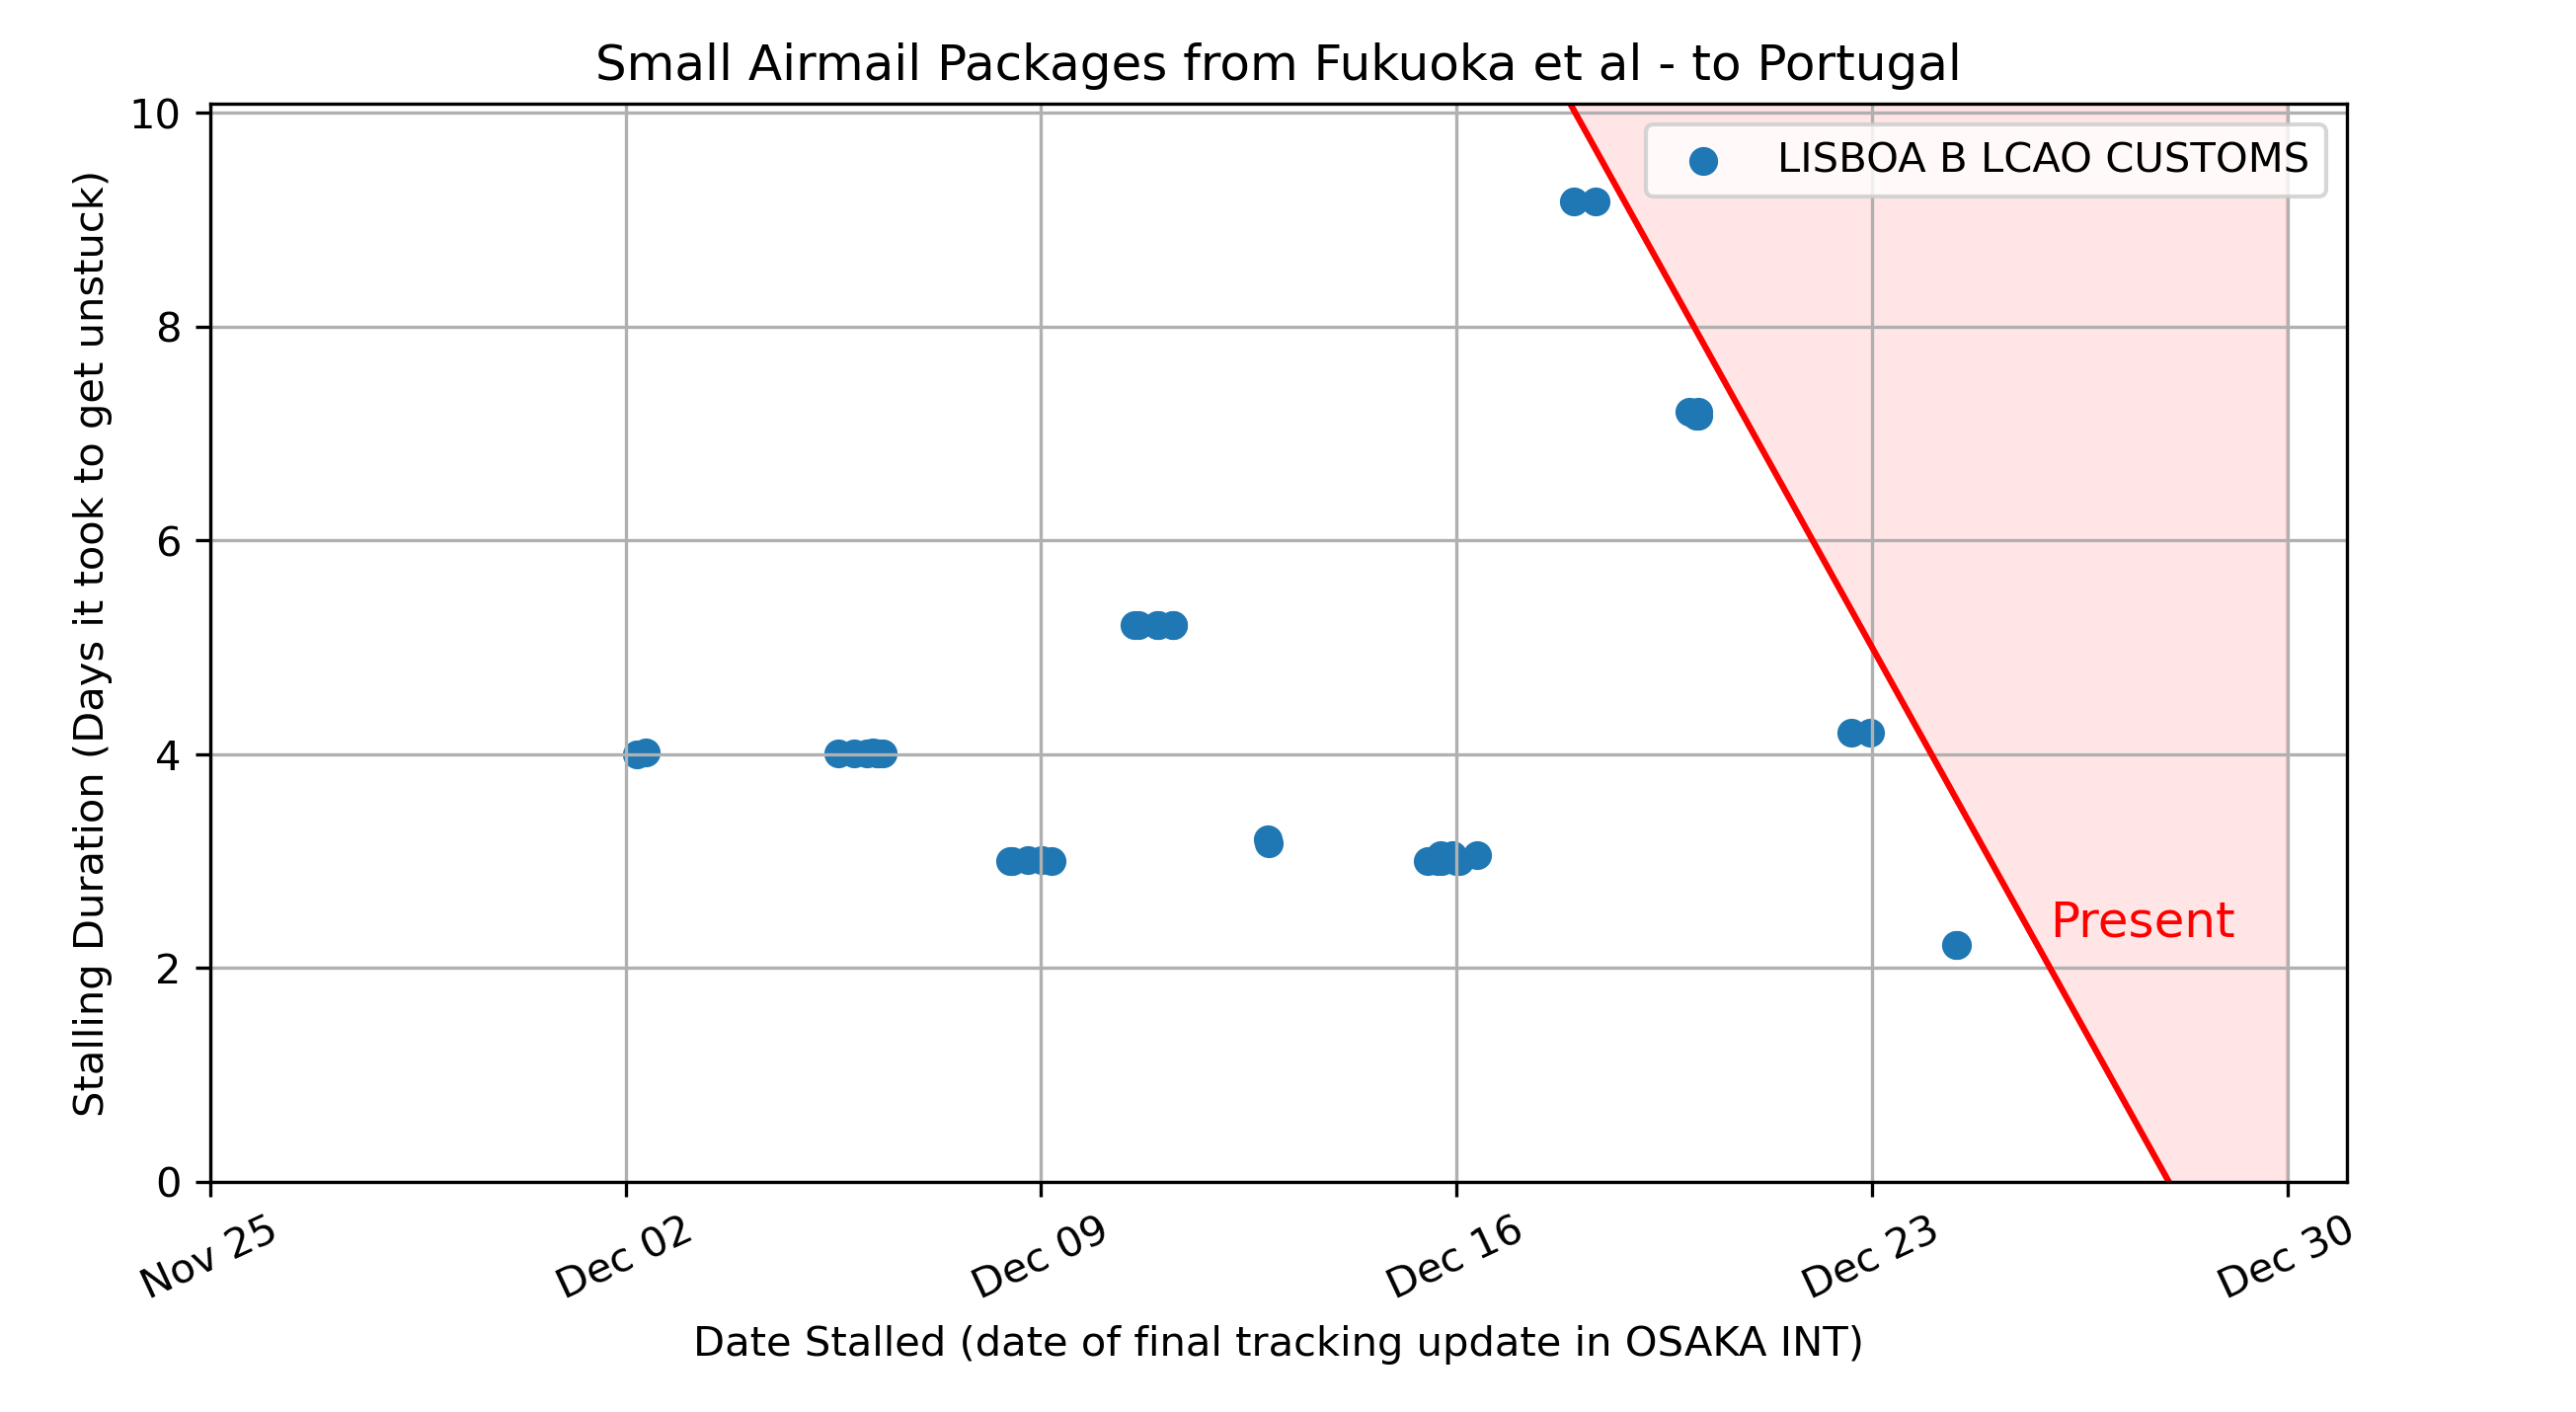 Small Airmail Packages from Fukuoka et al - to Portugal
LISBOA B LCAO CUSTOMS
Stalling Duration (Days it took to get unstuck)
10
8
6
4
2
0
Present
Nov 25
Dec 02
Dec 09
Dec 16
Dec 23
Dec 30
Date Stalled (date of final tracking update in OSAKA INT)